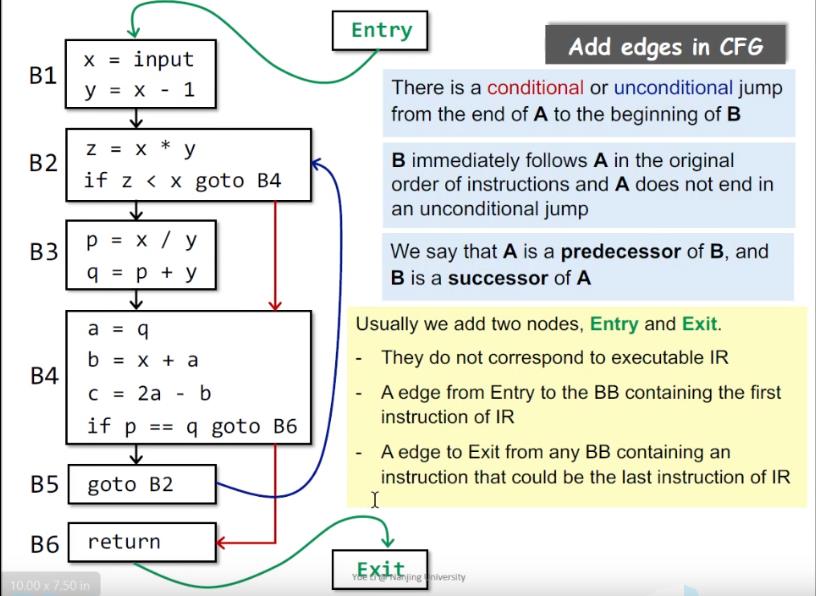 Entry
Add edges in CFG
B1
x = input
y = x - 1
B2
z = x * y
if z < x goto B4
B3
p = x / y
q = p + y
B4
a = q
b = x + a
c = 2a - b
if p == q goto B6
B5
goto B2
B6
return
Exit
There is a conditional or unconditional jump
from the end of A to the beginning of B
B immediately follows A in the original
order of instructions and A does not end in
an unconditional jump
We say that A is a predecessor of B, and
B is a successor of A
Usually we add two nodes, Entry and Exit.
- They do not correspond to executable IR
- A edge from Entry to the BB containing the first
instruction of IR
- A edge to Exit from any BB containing an
instruction that could be the last instruction of IR
Yue Li @ Nanjing University
10.00 x 7.50 in